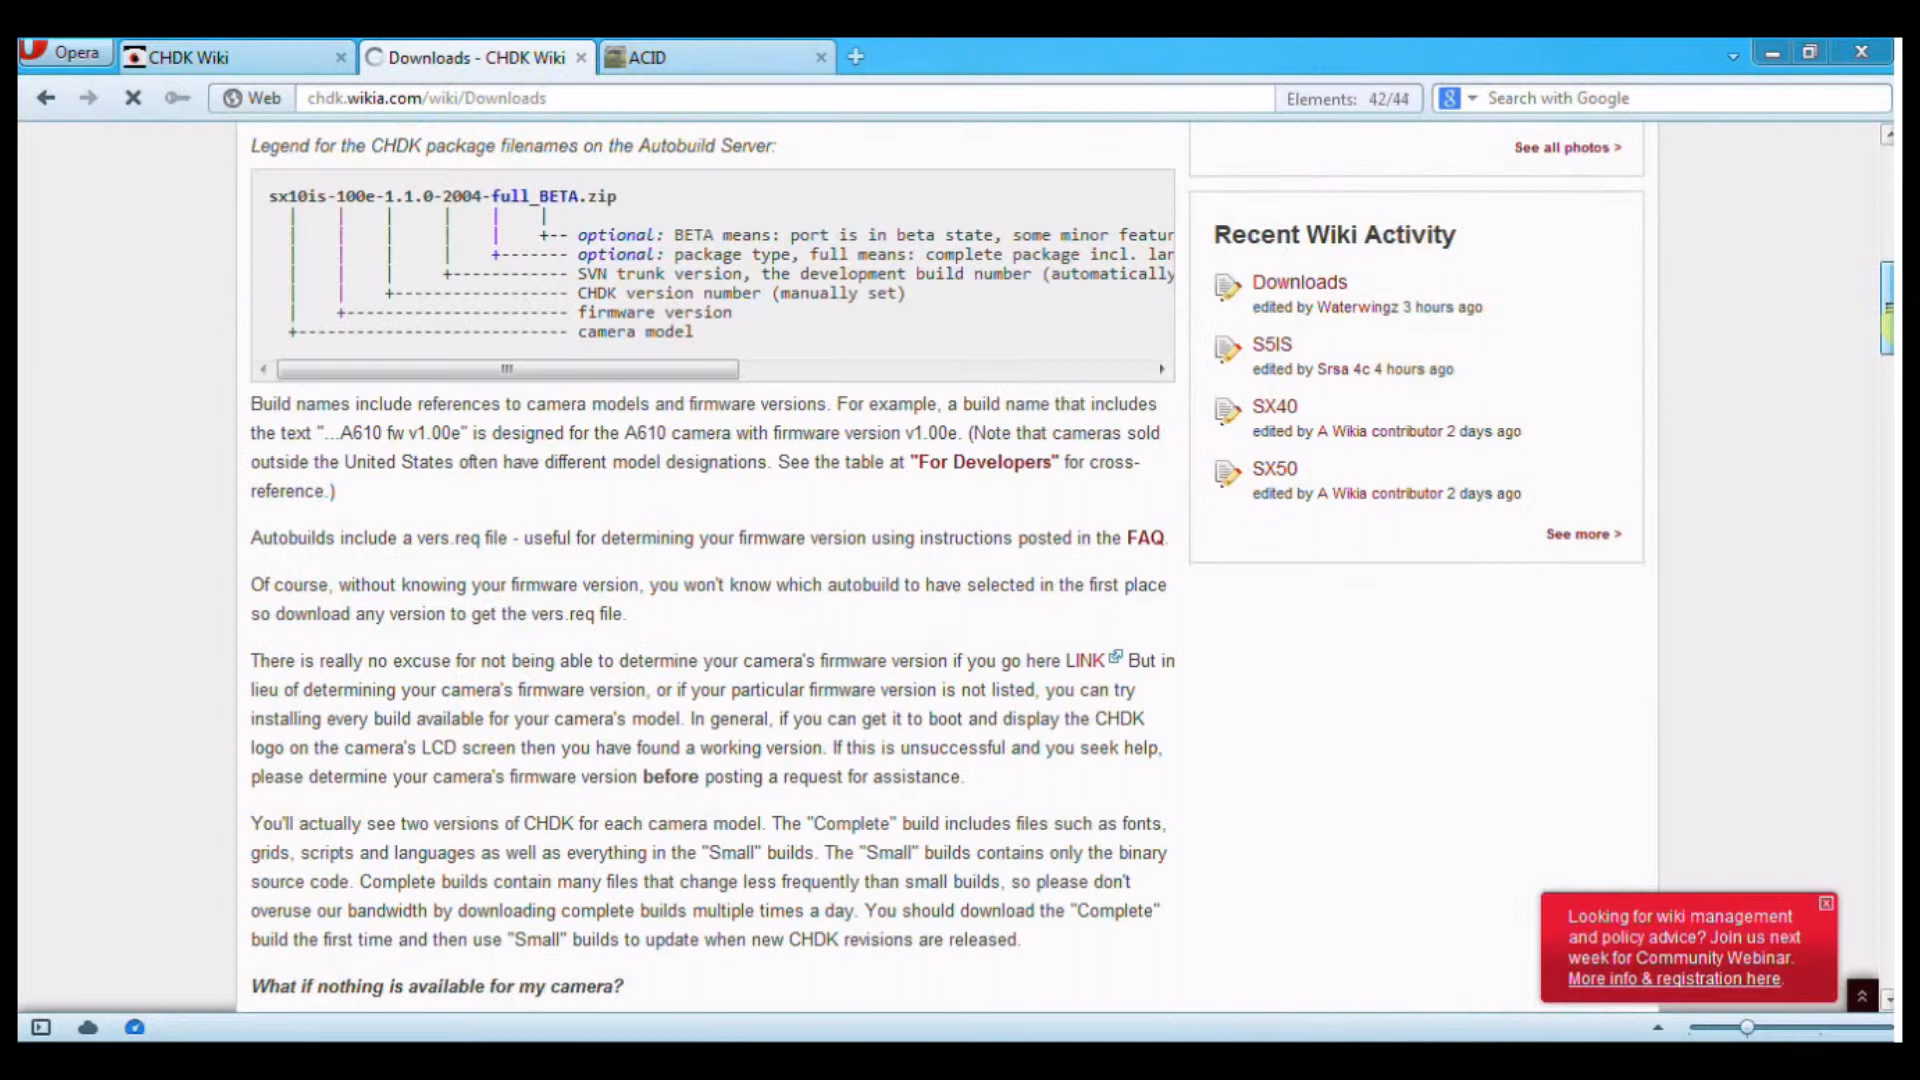 Opera
CHDK Wiki
Downloads - CHDK Wiki
ACID
Web
chdk.wikia.com/wiki/Downloads
Elements: 42/44
Search with Google
Legend for the CHDK package filenames on the Autobuild Server:
sx10is-100e-1.1.0-2004-full_BETA.zip
optional: BETA means: port is in beta state, some minor featur
optional: package type, full means: complete package incl. lan
SVN trunk version, the development build number (automatically
CHDK version number (manually set)
firmware version
camera model
Build names include references to camera models and firmware versions. For example, a build name that includes
the text "...A610 fw v1.00e" is designed for the A610 camera with firmware version v1.00e. (Note that cameras sold
outside the United States often have different model designations. See the table at "For Developers" for cross-
reference.)
Autobuilds include a vers.req file - useful for determining your firmware version using instructions posted in the FAQ.
Of course, without knowing your firmware version, you won't know which autobuild to have selected in the first place
so download any version to get the vers.req file.
There is really no excuse for not being able to determine your camera's firmware version if you go here LINK But in
lieu of determining your camera's firmware version, or if your particular firmware version is not listed, you can try
installing every build available for your camera's model. In general, if you can get it to boot and display the CHDK
logo on the camera's LCD screen then you have found a working version. If this is unsuccessful and you seek help,
please determine your camera's firmware version before posting a request for assistance.
You'll actually see two versions of CHDK for each camera model. The "Complete" build includes files such as fonts,
grids, scripts and languages as well as everything in the "Small" builds. The "Small" builds contains only the binary
source code. Complete builds contain many files that change less frequently than small builds, so please don't
overuse our bandwidth by downloading complete builds multiple times a day. You should download the "Complete"
build the first time and then use "Small" builds to update when new CHDK revisions are released.
What if nothing is available for my camera?
See all photos >
Recent Wiki Activity
Downloads
edited by Waterwingz 3 hours ago
S5IS
edited by Srsa 4c 4 hours ago
SX40
edited by A Wikia contributor 2 days ago
SX50
edited by A Wikia contributor 2 days ago
See more >
Looking for wiki management
and policy advice? Join us next
week for Community Webinar.
More info & registration here.